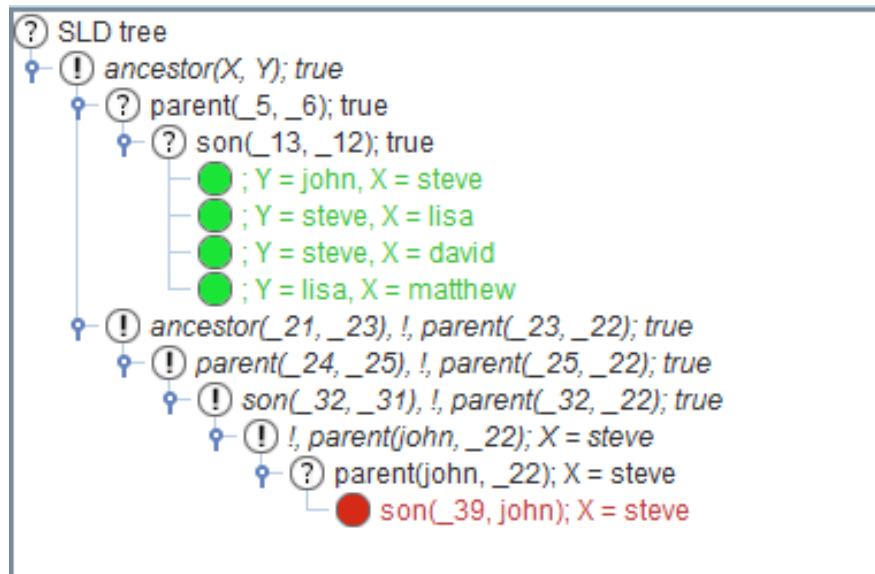 ? SLD tree
! ancestor(X, Y); true
? parent(_5, _6); true
? son(_13, _12); true
; Y = john, X = steve
; Y = steve, X = lisa
; Y = steve, X = david
; Y = lisa, X = matthew
! ancestor(_21, _23), !, parent(_23, _22); true
! parent(_24, _25), !, parent(_25, _22); true
! son(_32, _31), !, parent(_32, _22); true
! !, parent(john, _22); X = steve
? parent(john, _22); X = steve
son(_39, john); X = steve